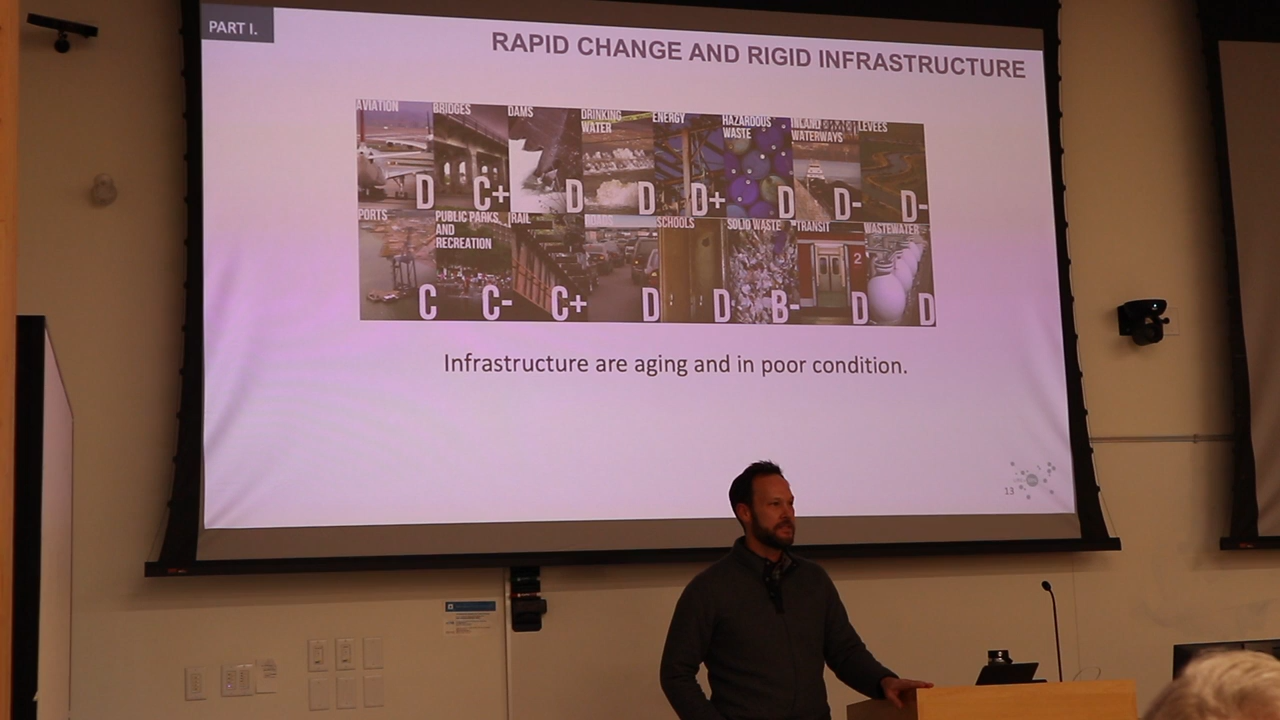 PART I.
RAPID CHANGE AND RIGID INFRASTRUCTURE
AVIATION
D
BRIDGES
C+
DAMS
D
DRINKING
WATER
D
ENERGY
D+
HAZARDOUS
WASTE
D
INLAND
WATERWAYS
D-
LEVEES
D-
PORTS
C
PUBLIC PARKS
AND
RECREATION
C-
RAIL
C+
ROADS
D
SCHOOLS
D
SOLID WASTE
B-
TRANSIT
2
D
WASTEWATER
D
Infrastructure are aging and in poor condition.
13